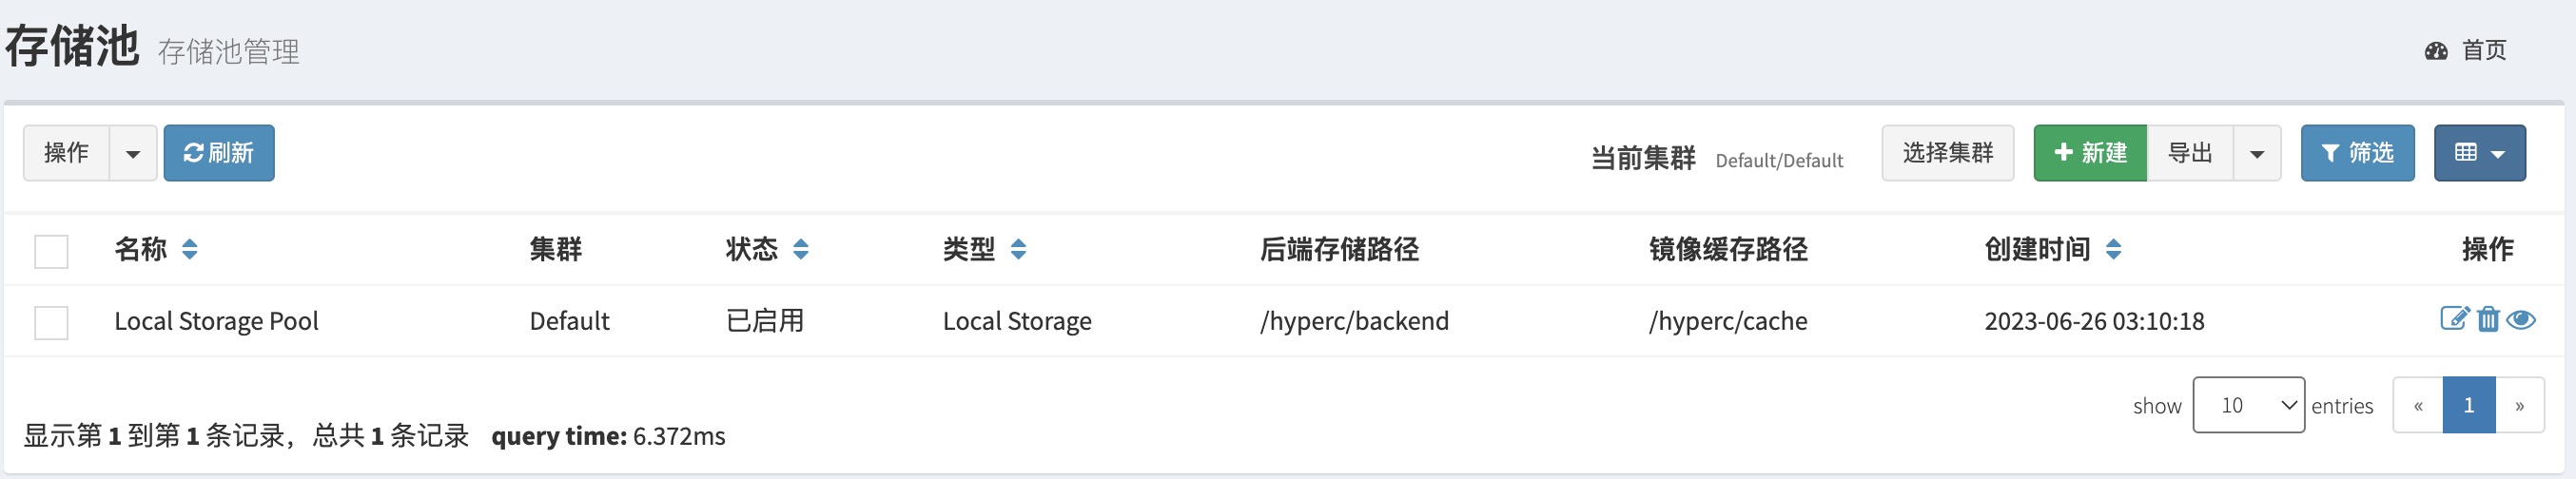 存储池 存储池管理 首页
操作 刷新 当前集群 Default/Default 选择集群 新建 导出 筛选
名称 集群 状态 类型 后端存储路径 镜像缓存路径 创建时间 操作
Local Storage Pool Default 已启用 Local Storage /hyperc/backend /hyperc/cache 2023-06-26 03:10:18
show 10 entries « 1 »
显示第 1 到第 1 条记录，总共 1 条记录 query time: 6.372ms